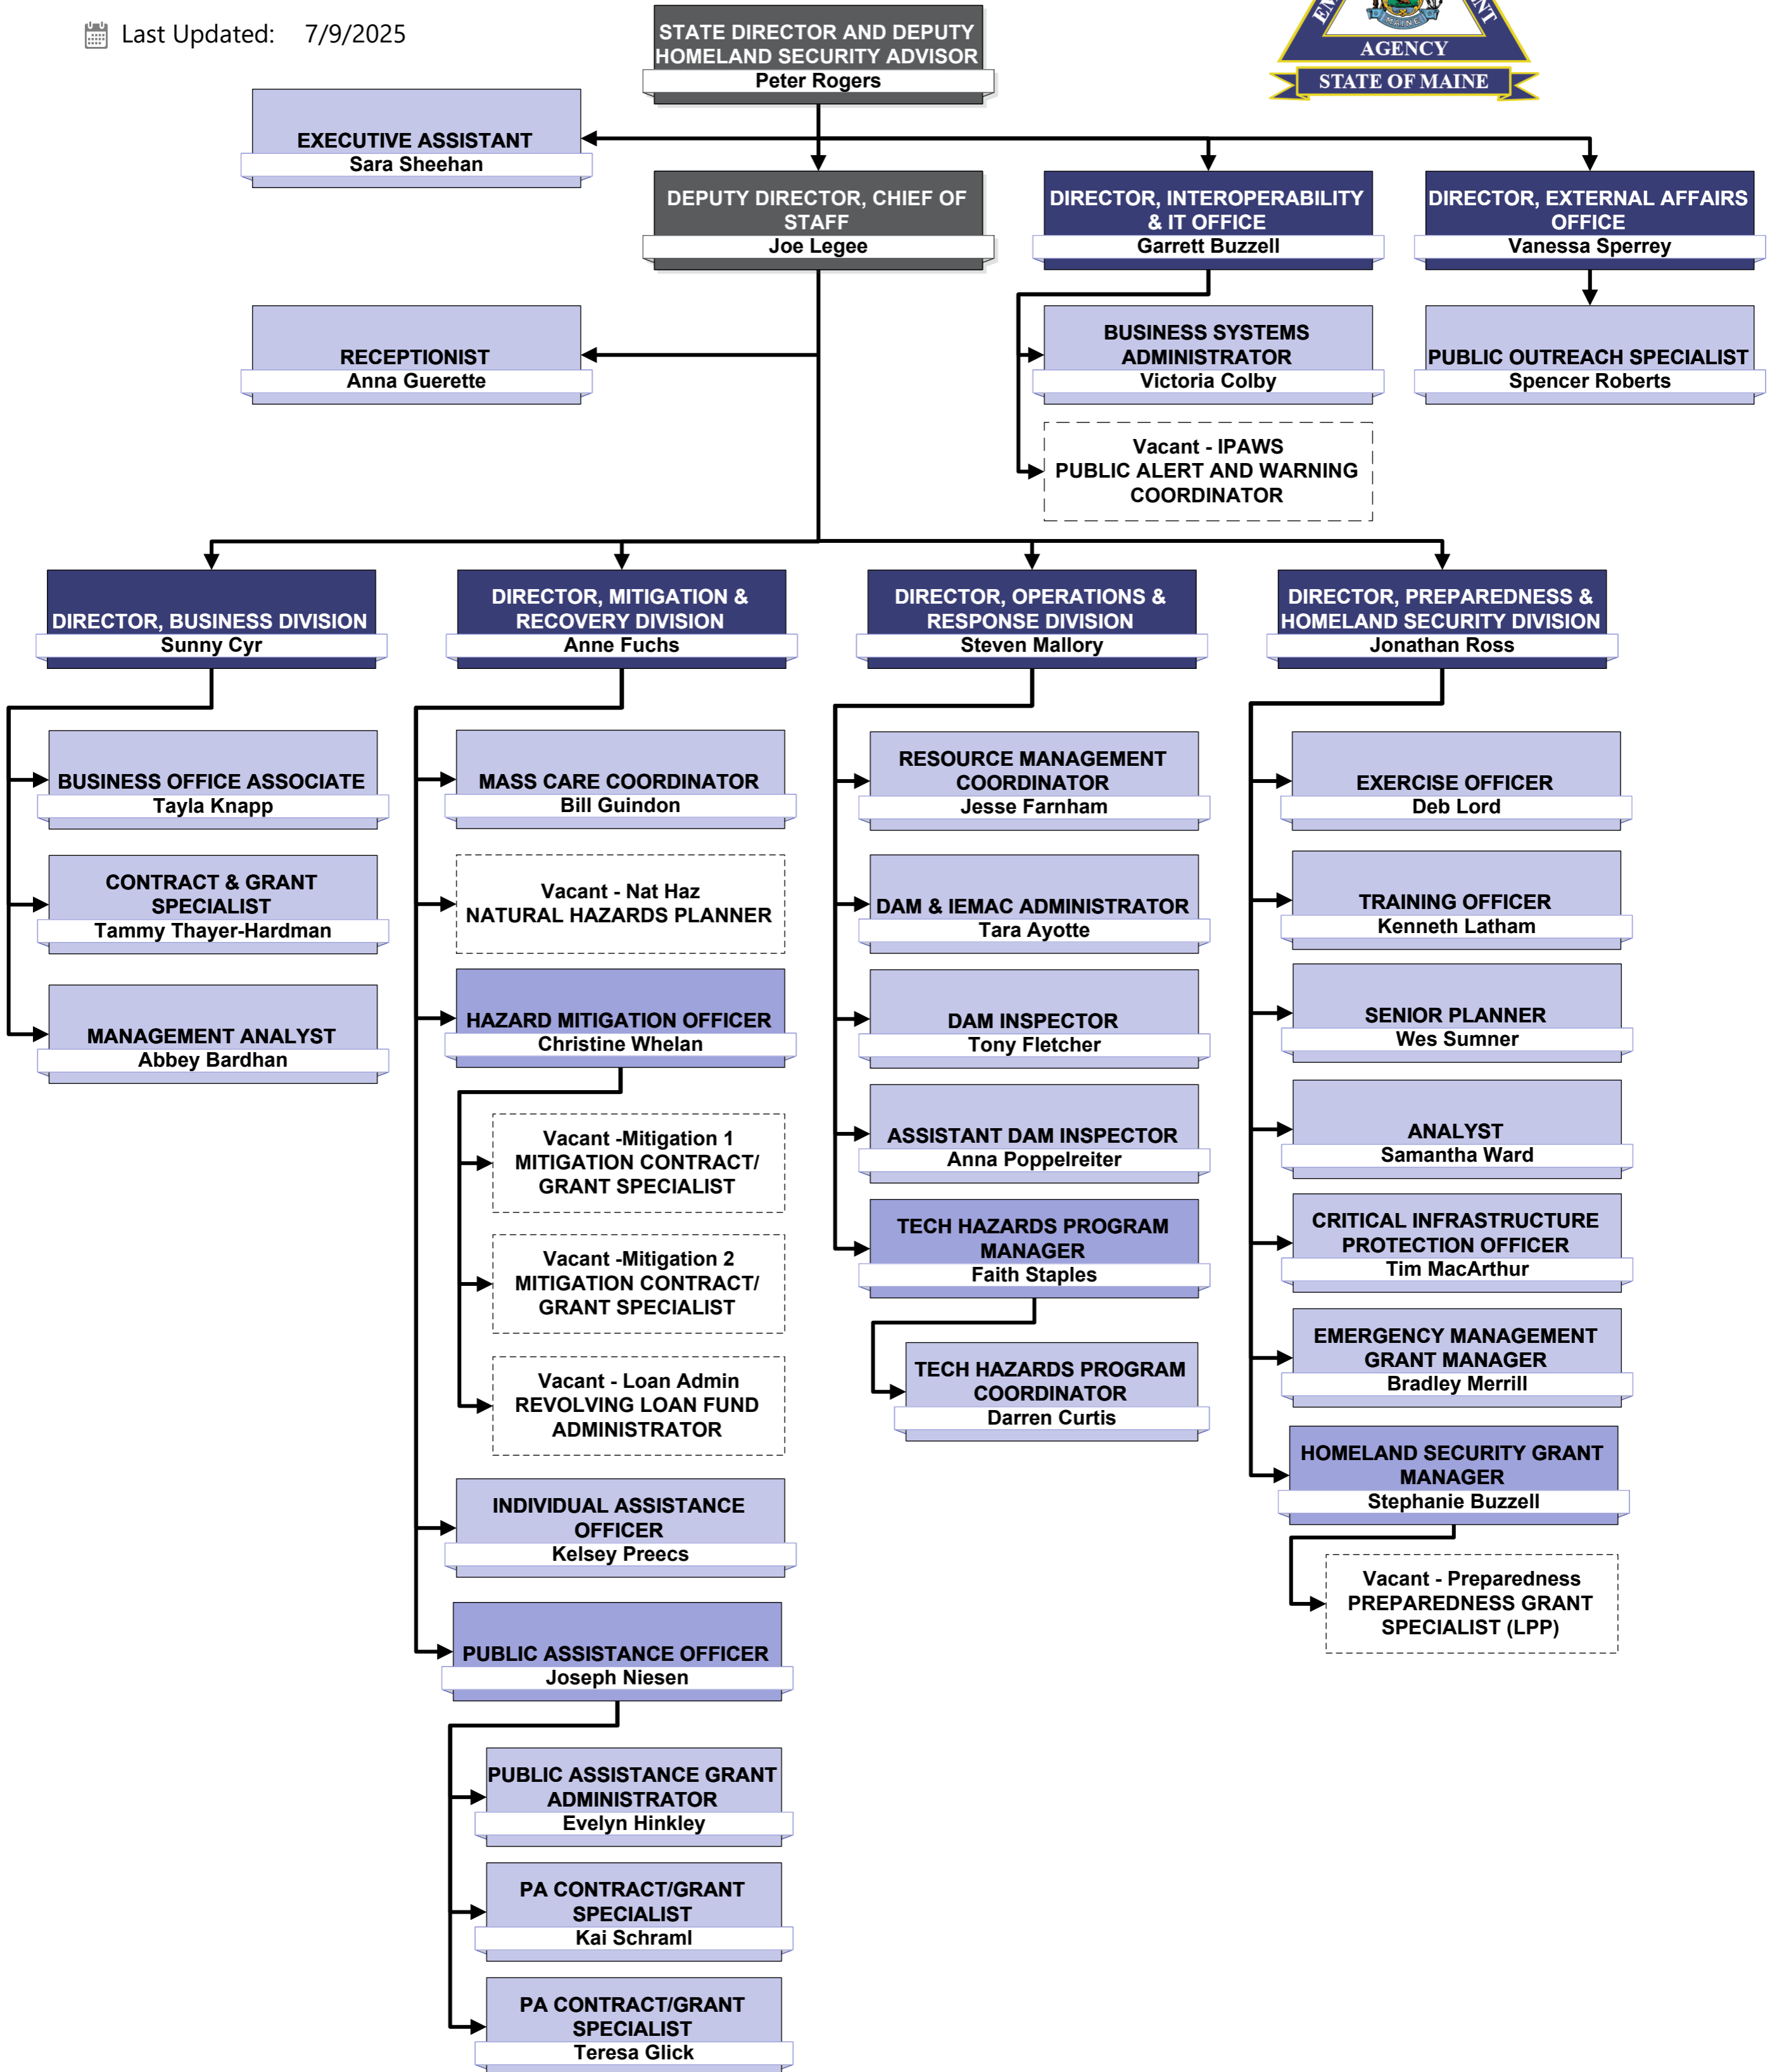 Last Updated: 7/9/2025
AGENCY
STATE OF MAINE
MAINE
STATE DIRECTOR AND DEPUTY
HOMELAND SECURITY ADVISOR
Peter Rogers
EXECUTIVE ASSISTANT
Sara Sheehan
DEPUTY DIRECTOR, CHIEF OF
STAFF
Joe Legee
DIRECTOR, INTEROPERABILITY
& IT OFFICE
Garrett Buzzell
DIRECTOR, EXTERNAL AFFAIRS
OFFICE
Vanessa Sperrey
RECEPTIONIST
Anna Guerette
BUSINESS SYSTEMS
ADMINISTRATOR
Victoria Colby
PUBLIC OUTREACH SPECIALIST
Spencer Roberts
Vacant - IPAWS
PUBLIC ALERT AND WARNING
COORDINATOR
DIRECTOR, BUSINESS DIVISION
Sunny Cyr
DIRECTOR, MITIGATION &
RECOVERY DIVISION
Anne Fuchs
DIRECTOR, OPERATIONS &
RESPONSE DIVISION
Steven Mallory
DIRECTOR, PREPAREDNESS &
HOMELAND SECURITY DIVISION
Jonathan Ross
BUSINESS OFFICE ASSOCIATE
Tayla Knapp
CONTRACT & GRANT
SPECIALIST
Tammy Thayer-Hardman
MANAGEMENT ANALYST
Abbey Bardhan
MASS CARE COORDINATOR
Bill Guindon
Vacant - Nat Haz
NATURAL HAZARDS PLANNER
HAZARD MITIGATION OFFICER
Christine Whelan
Vacant -Mitigation 1
MITIGATION CONTRACT/
GRANT SPECIALIST
Vacant -Mitigation 2
MITIGATION CONTRACT/
GRANT SPECIALIST
Vacant - Loan Admin
REVOLVING LOAN FUND
ADMINISTRATOR
INDIVIDUAL ASSISTANCE
OFFICER
Kelsey Preecs
PUBLIC ASSISTANCE OFFICER
Joseph Niesen
PUBLIC ASSISTANCE GRANT
ADMINISTRATOR
Evelyn Hinkley
PA CONTRACT/GRANT
SPECIALIST
Kai Schraml
PA CONTRACT/GRANT
SPECIALIST
Teresa Glick
RESOURCE MANAGEMENT
COORDINATOR
Jesse Farnham
DAM & IEMAC ADMINISTRATOR
Tara Ayotte
DAM INSPECTOR
Tony Fletcher
ASSISTANT DAM INSPECTOR
Anna Poppelreiter
TECH HAZARDS PROGRAM
MANAGER
Faith Staples
TECH HAZARDS PROGRAM
COORDINATOR
Darren Curtis
EXERCISE OFFICER
Deb Lord
TRAINING OFFICER
Kenneth Latham
SENIOR PLANNER
Wes Sumner
ANALYST
Samantha Ward
CRITICAL INFRASTRUCTURE
PROTECTION OFFICER
Tim MacArthur
EMERGENCY MANAGEMENT
GRANT MANAGER
Bradley Merrill
HOMELAND SECURITY GRANT
MANAGER
Stephanie Buzzell
Vacant - Preparedness
PREPAREDNESS GRANT
SPECIALIST (LPP)